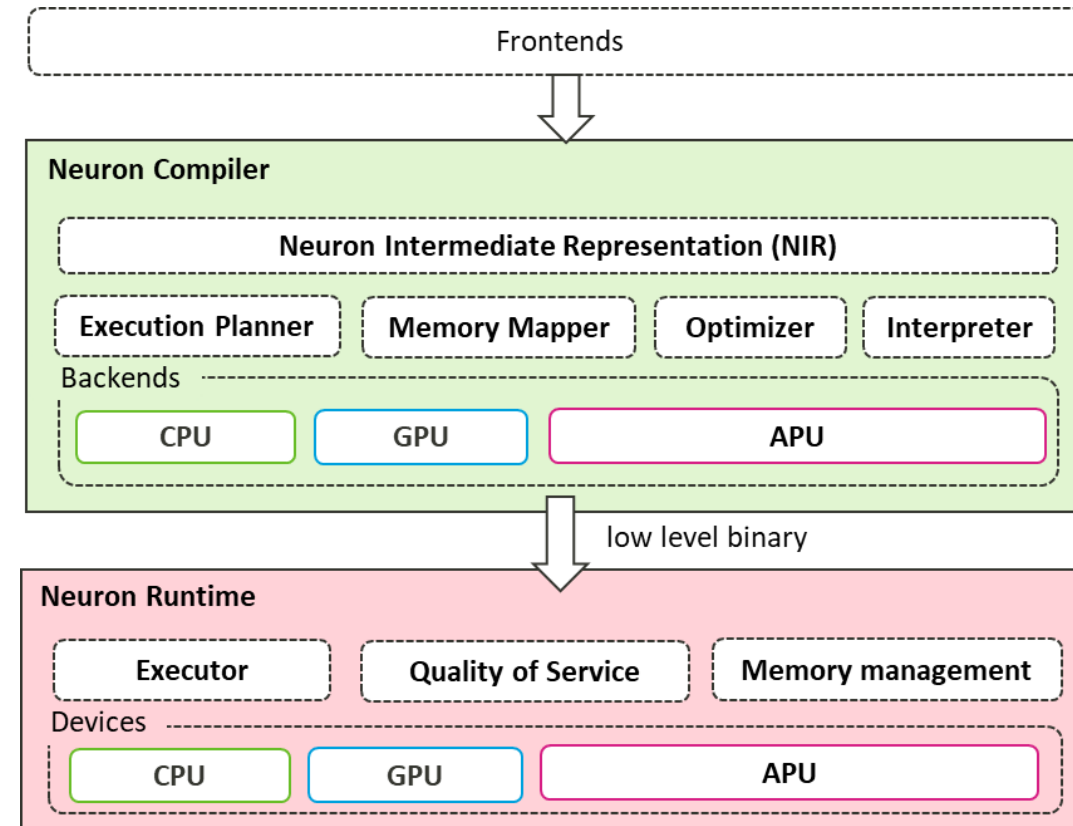 Frontends
Neuron Compiler
Neuron Intermediate Representation (NIR)
Execution Planner
Memory Mapper
Optimizer
Interpreter
Backends
CPU
GPU
APU
low level binary
Neuron Runtime
Executor
Quality of Service
Memory management
Devices
CPU
GPU
APU